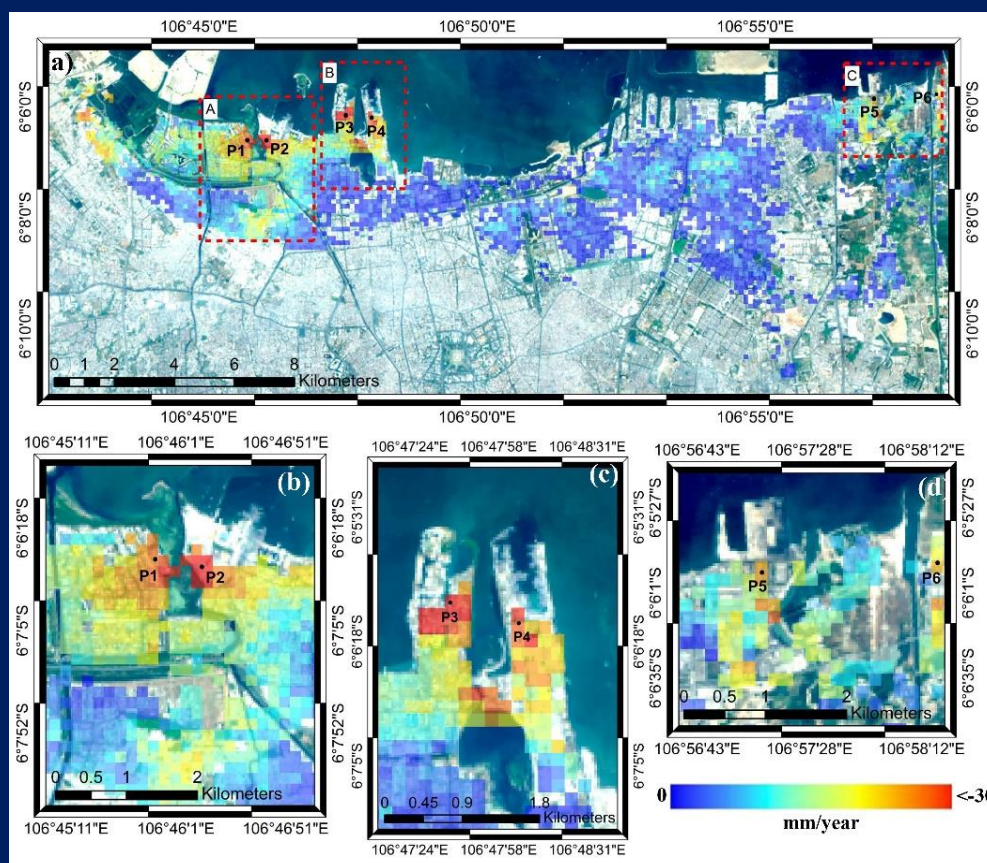 106°45'0"E 106°50'0"E 106°55'0"E
a)
A
B
C
P1 P2 P3 P4 P5 P6
6°6'0"S 6°6'0"S
6°8'0"S 6°8'0"S
6°10'0"S 6°10'0"S
0 1 2 4 6 8
Kilometers
106°45'0"E 106°50'0"E 106°55'0"E
106°45'11"E 106°46'1"E 106°46'51"E
(b)
6°6'18"S 6°6'18"S
P1 P2
6°7'5"S 6°7'5"S
6°7'52"S 6°7'52"S
0 0.5 1 2
Kilometers
106°45'11"E 106°46'1"E 106°46'51"E
106°47'24"E 106°47'58"E 106°48'31"E
(c)
6°5'31"S 6°5'31"S
P3 P4
6°6'18"S 6°6'18"S
6°7'5"S 6°7'5"S
0 0.45 0.9 1.8
Kilometers
106°47'24"E 106°47'58"E 106°48'31"E
106°56'43"E 106°57'28"E 106°58'12"E
(d)
6°5'27"S 6°5'27"S
P5 P6
6°6'1"S 6°6'1"S
6°6'35"S 6°6'35"S
0 0.5 1 2
Kilometers
106°56'43"E 106°57'28"E 106°58'12"E
0 <-30
mm/year